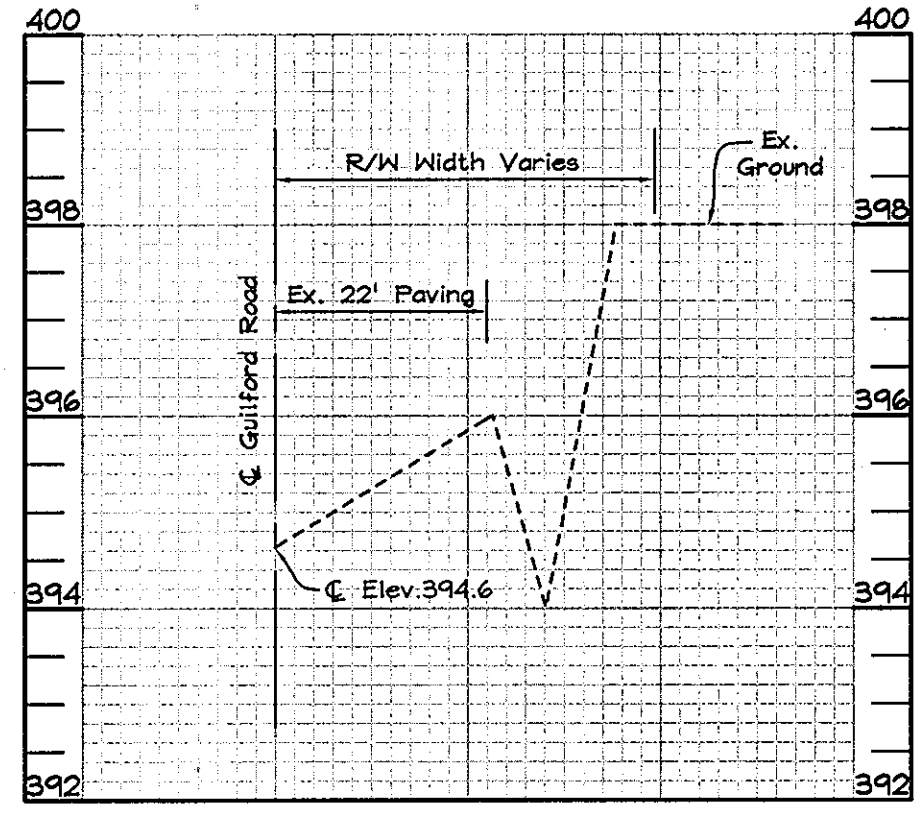 400 400
R/W Width Varies
Ex.
Ground
398 398
Ex. 22' Paving
℄ Guilford Road
396 396
℄ Elev.394.6
394 394
392 392